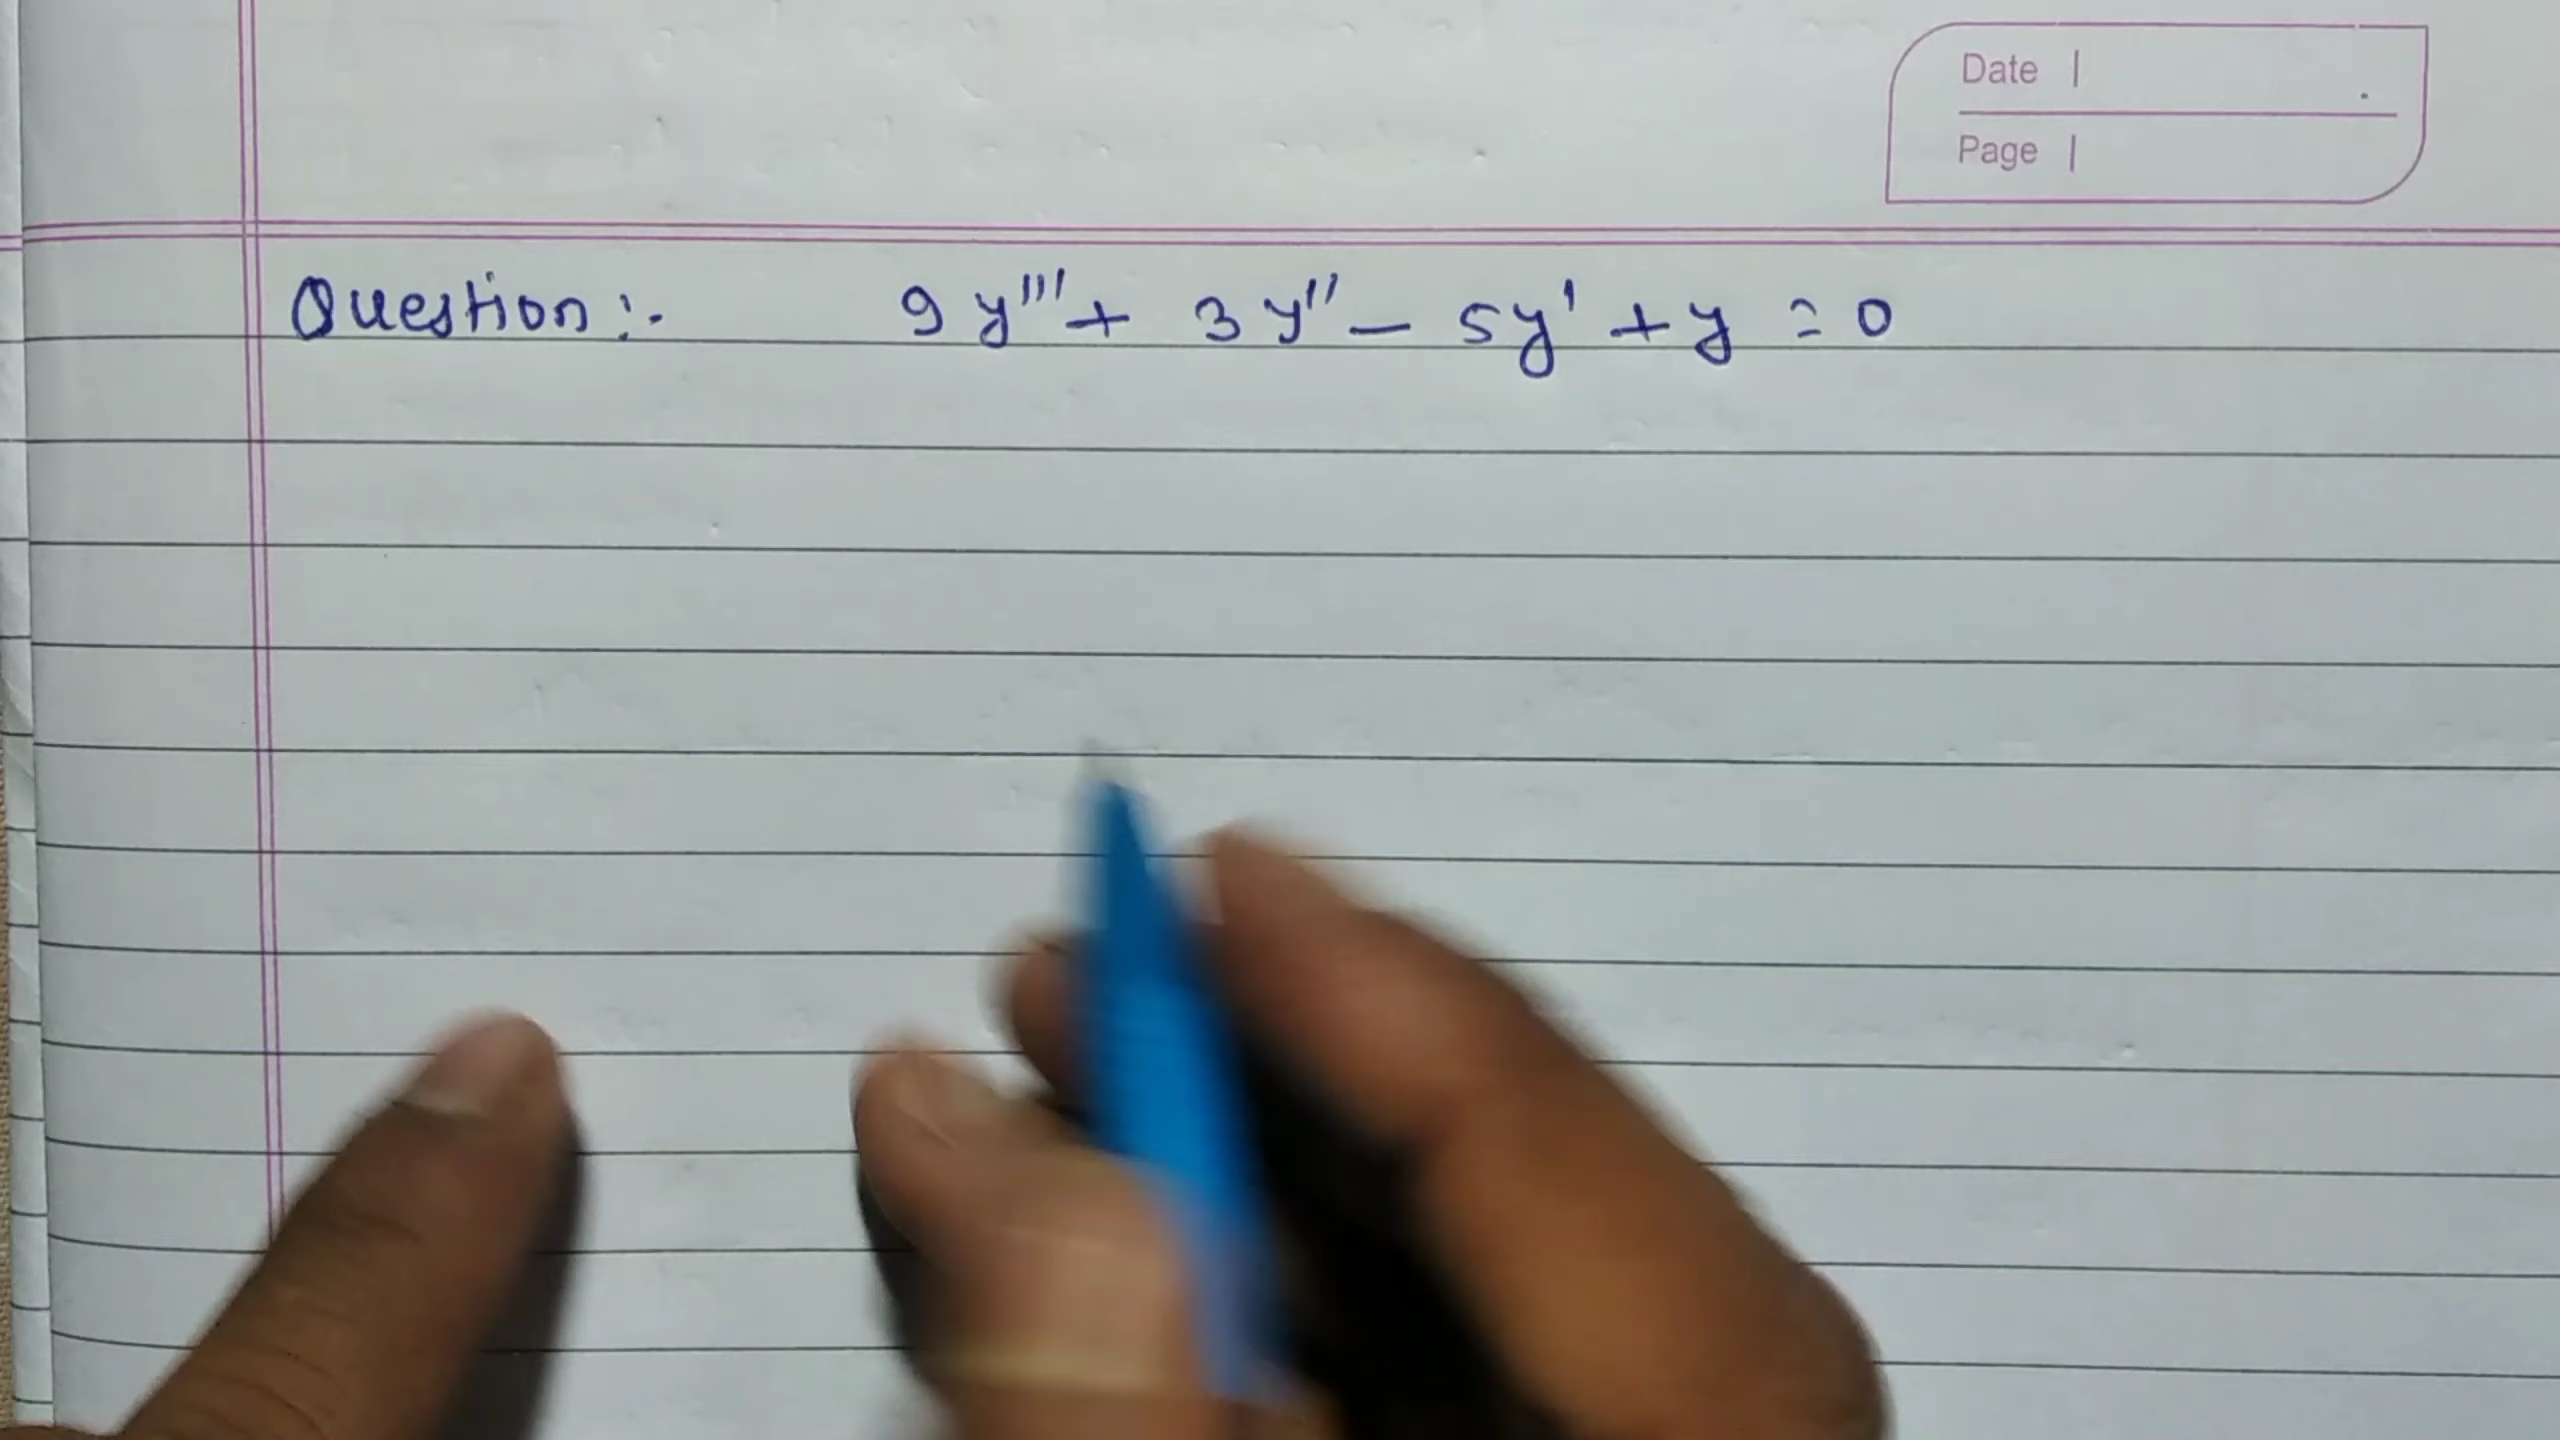 Date |
Page |
Question :- 9y''' + 3y'' - 5y' + y = 0